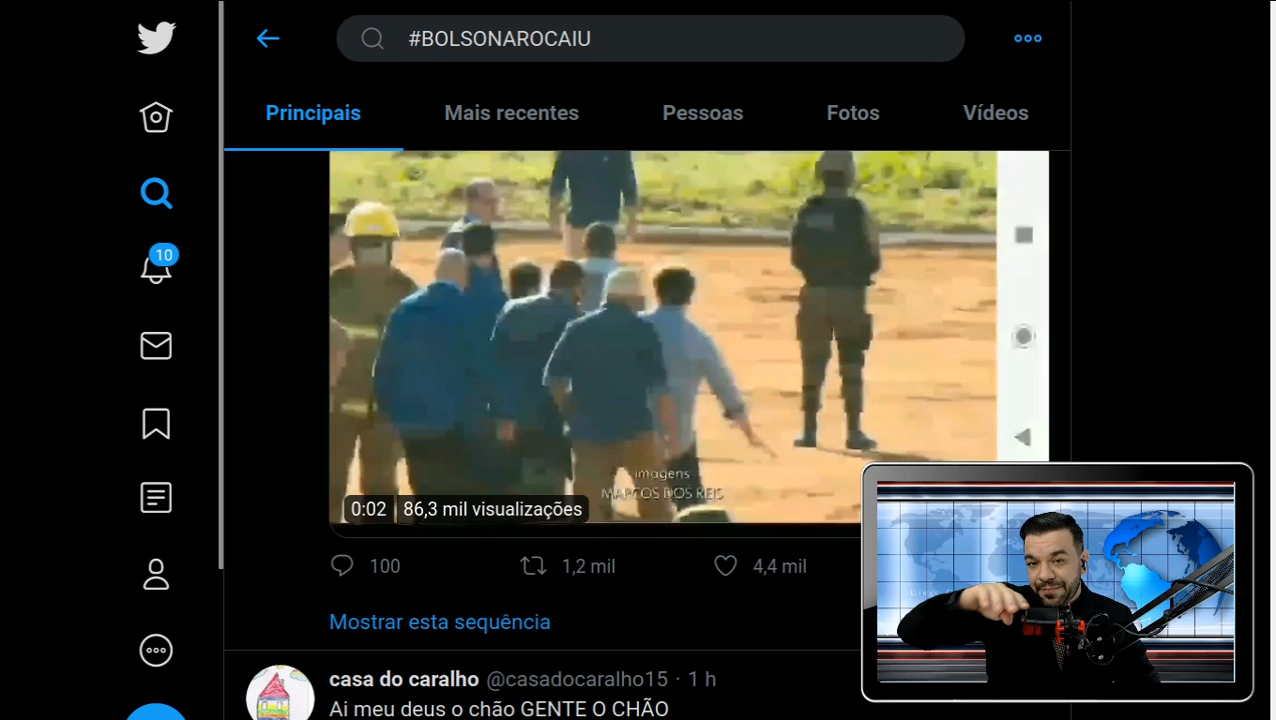 #BOLSONAROCAIU
Principais Mais recentes Pessoas Fotos Vídeos
10
imagens
MARCOS DOS REIS
0:02 86,3 mil visualizações
100 1,2 mil 4,4 mil
Mostrar esta sequência
casa do caralho @casadocaralho15 · 1 h
Ai meu deus o chão GENTE O CHÃO